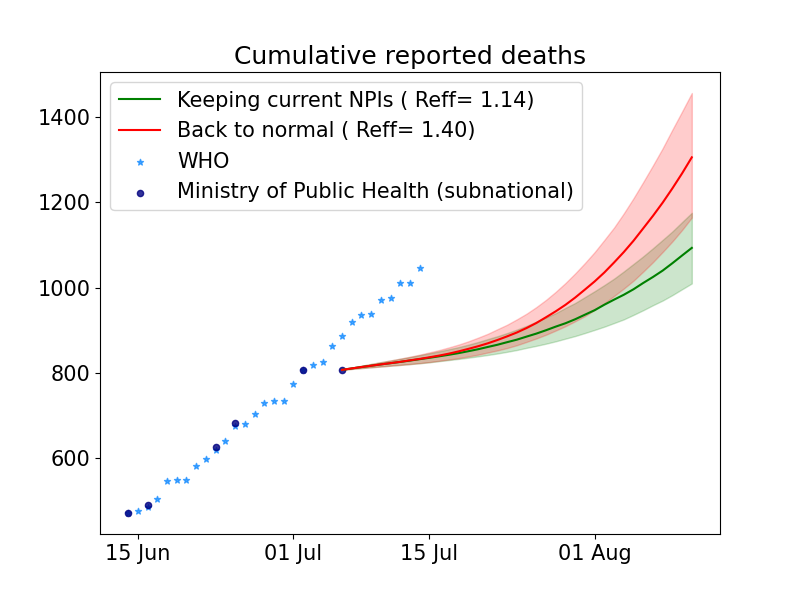 Cumulative reported deaths
Keeping current NPIs ( Reff= 1.14)
Back to normal ( Reff= 1.40)
WHO
Ministry of Public Health (subnational)
1400
1200
1000
800
600
15 Jun
01 Jul
15 Jul
01 Aug